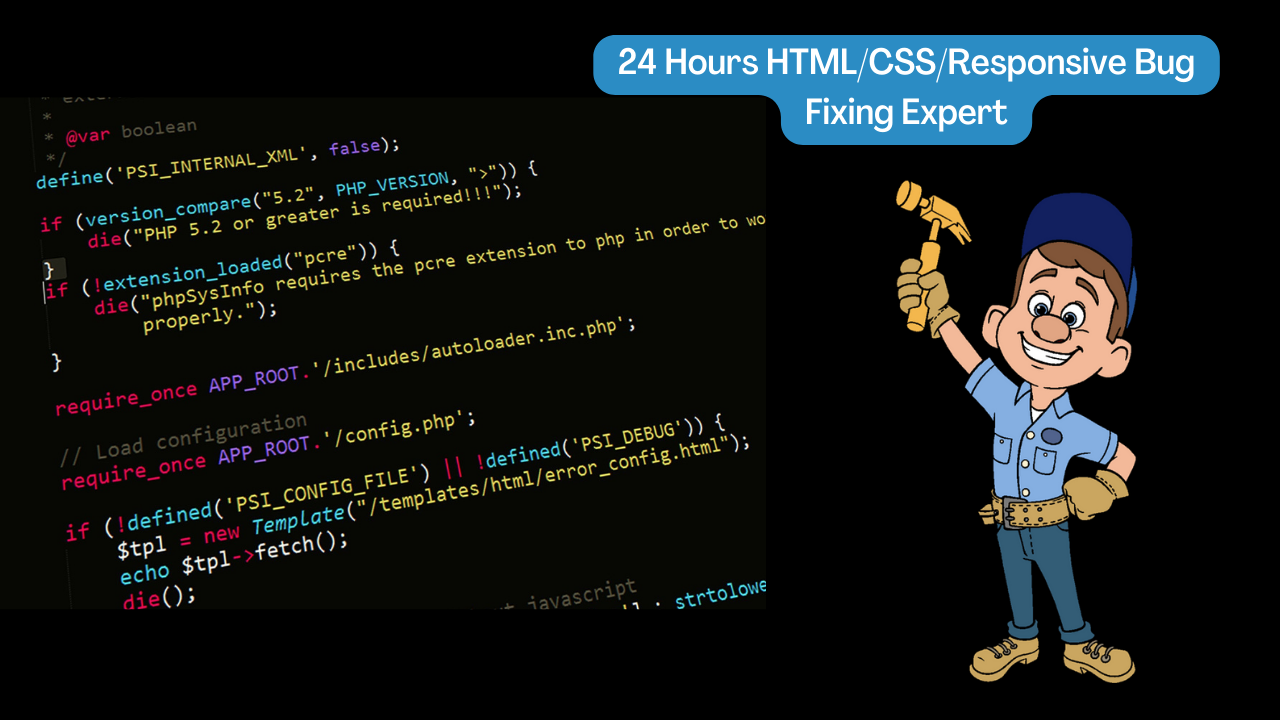 24 Hours HTML/CSS/Responsive Bug
Fixing Expert
*
* @var boolean
*/
define('PSI_INTERNAL_XML', false);
if (version_compare("5.2", PHP_VERSION, ">")) {
die("PHP 5.2 or greater is required!!!");
}
if (!extension_loaded("pcre")) {
die("phpSysInfo requires the pcre extension to php in order to wo
properly.");
}
require_once APP_ROOT.'/includes/autoloader.inc.php';
// Load configuration
require_once APP_ROOT.'/config.php';
if (!defined('PSI_CONFIG_FILE') || !defined('PSI_DEBUG')) {
$tpl = new Template("/templates/html/error_config.html");
echo $tpl->fetch();
die();
javascript
strtolowe